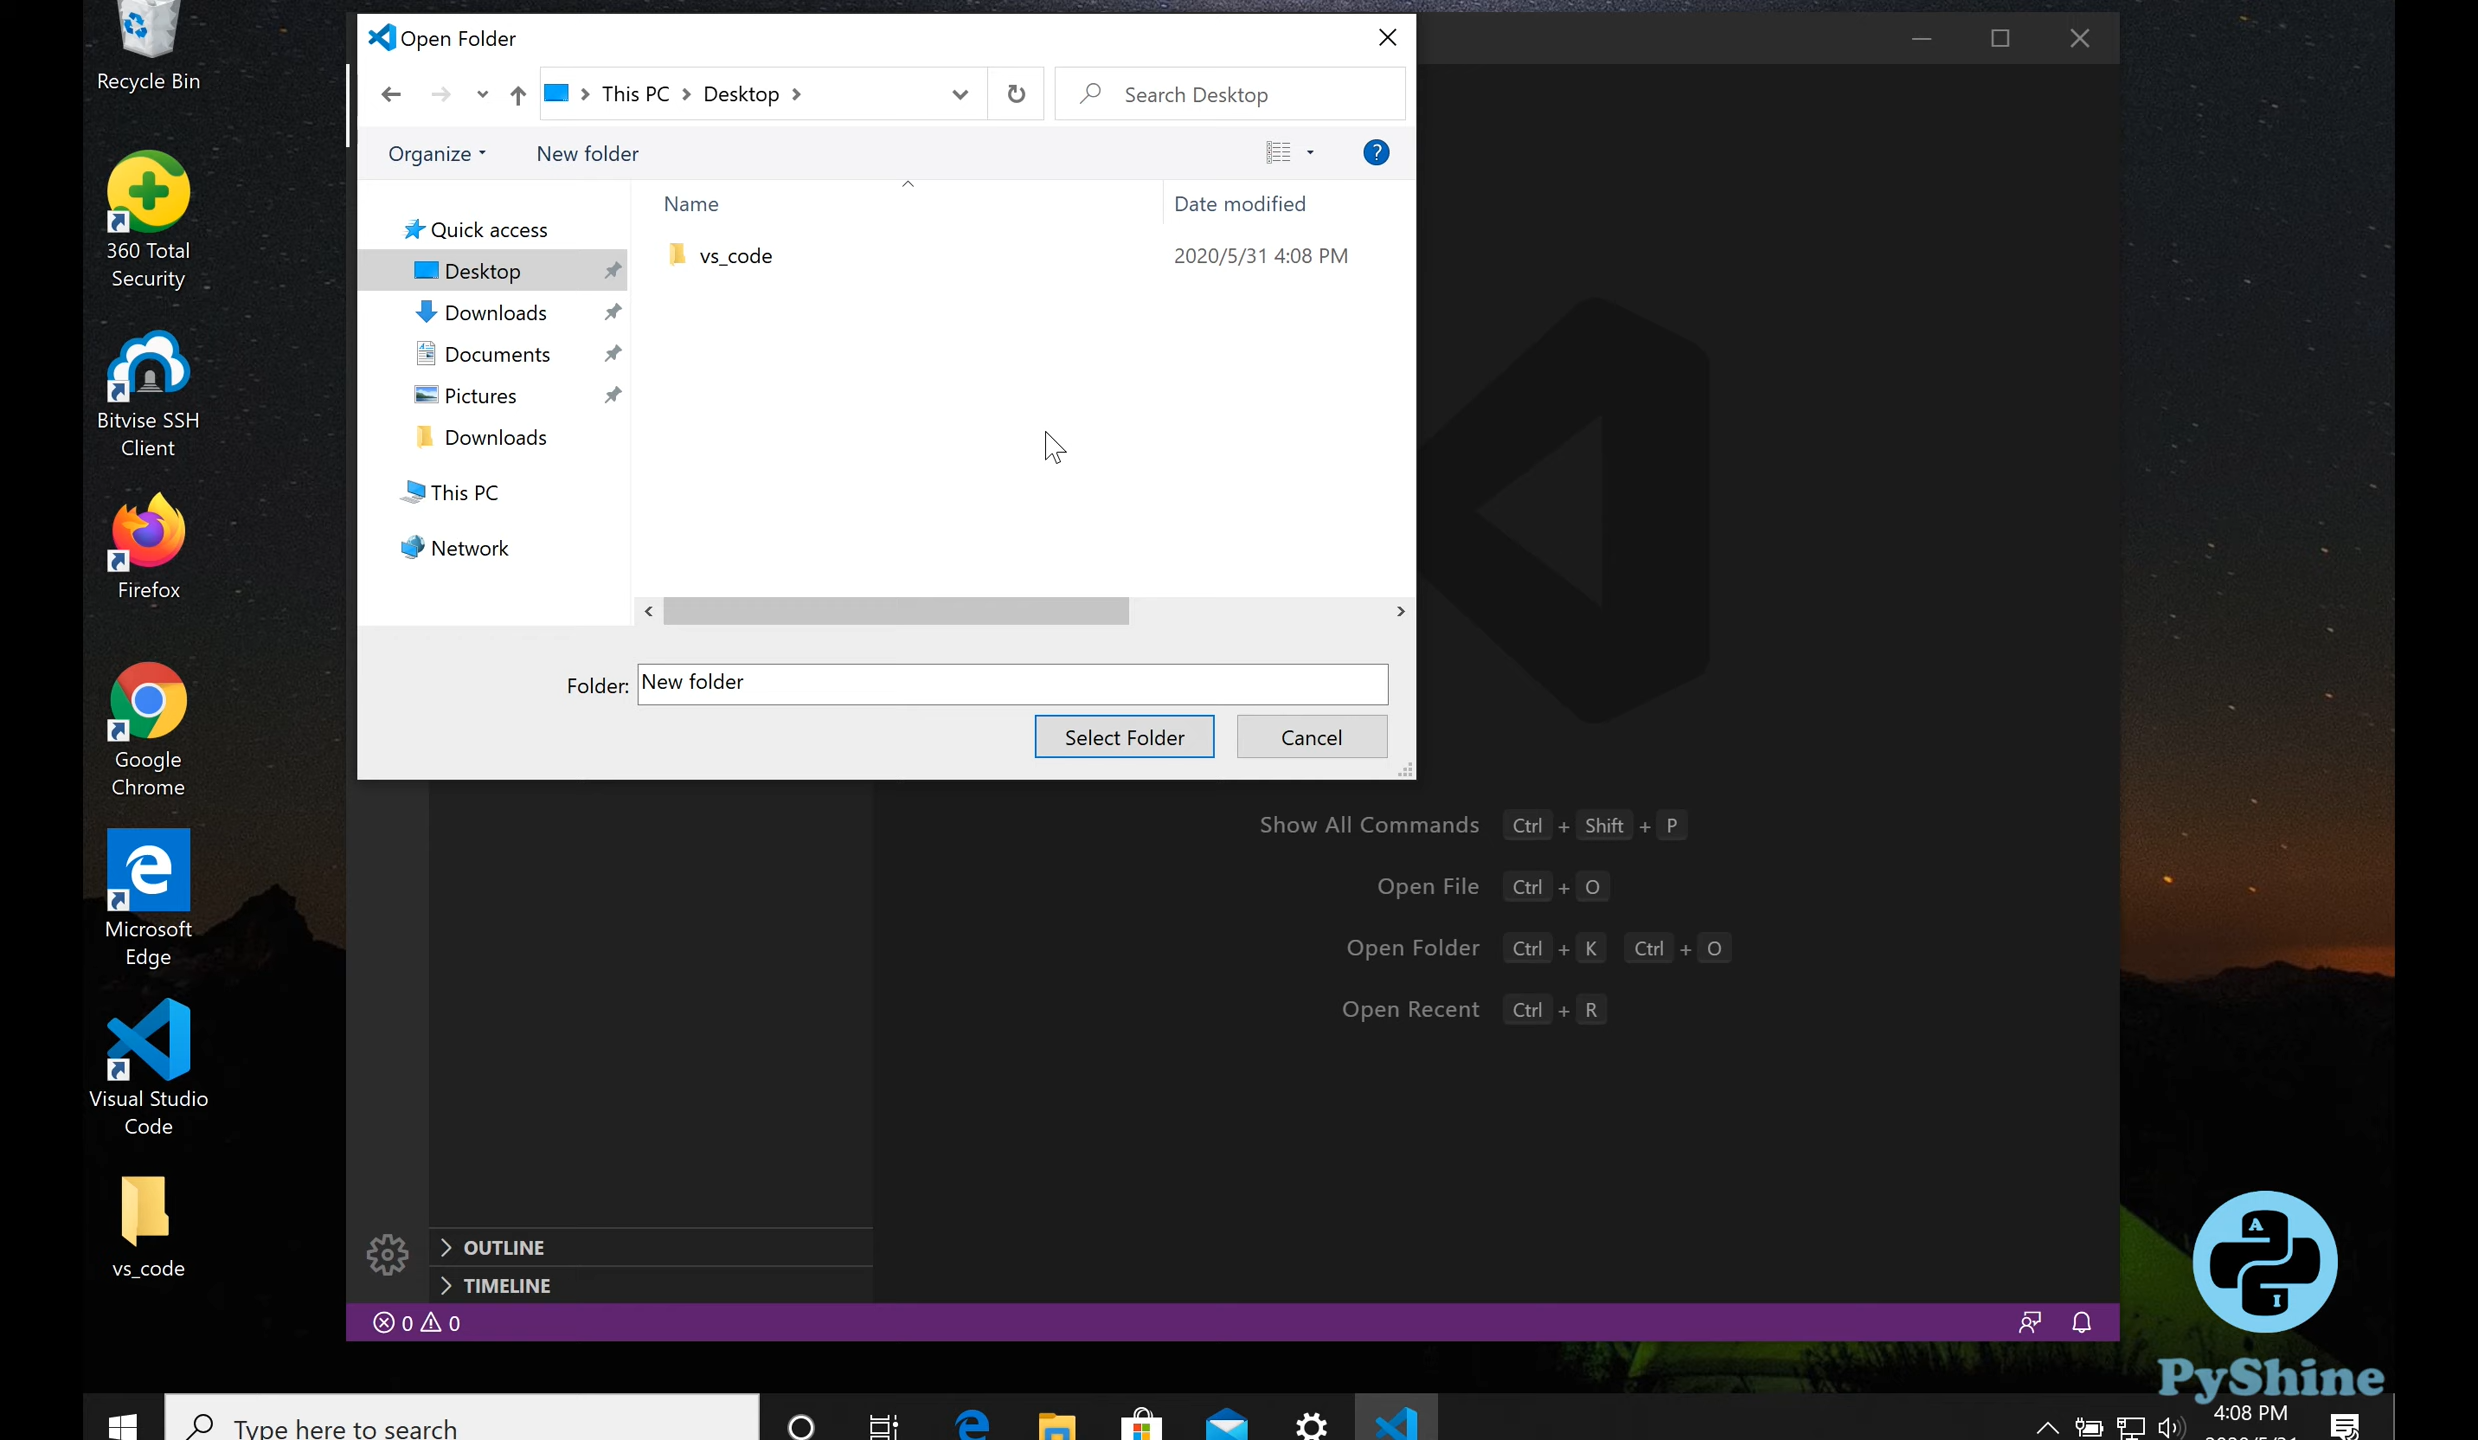 Recycle Bin
360 Total
Security
Bitvise SSH
Client
Firefox
Google
Chrome
Microsoft
Edge
Visual Studio
Code
vs_code
Open Folder
This PC
Desktop
Search Desktop
Organize
New folder
?
Name
Date modified
Quick access
Desktop
Downloads
Documents
Pictures
Downloads
This PC
Network
vs_code
2020/5/31 4:08 PM
Folder:
New folder
Select Folder
Cancel
Show All Commands Ctrl + Shift + P
Open File Ctrl + O
Open Folder Ctrl + K Ctrl + O
Open Recent Ctrl + R
OUTLINE
TIMELINE
0 0
A
I
PyShine
Type here to search
4:08 PM